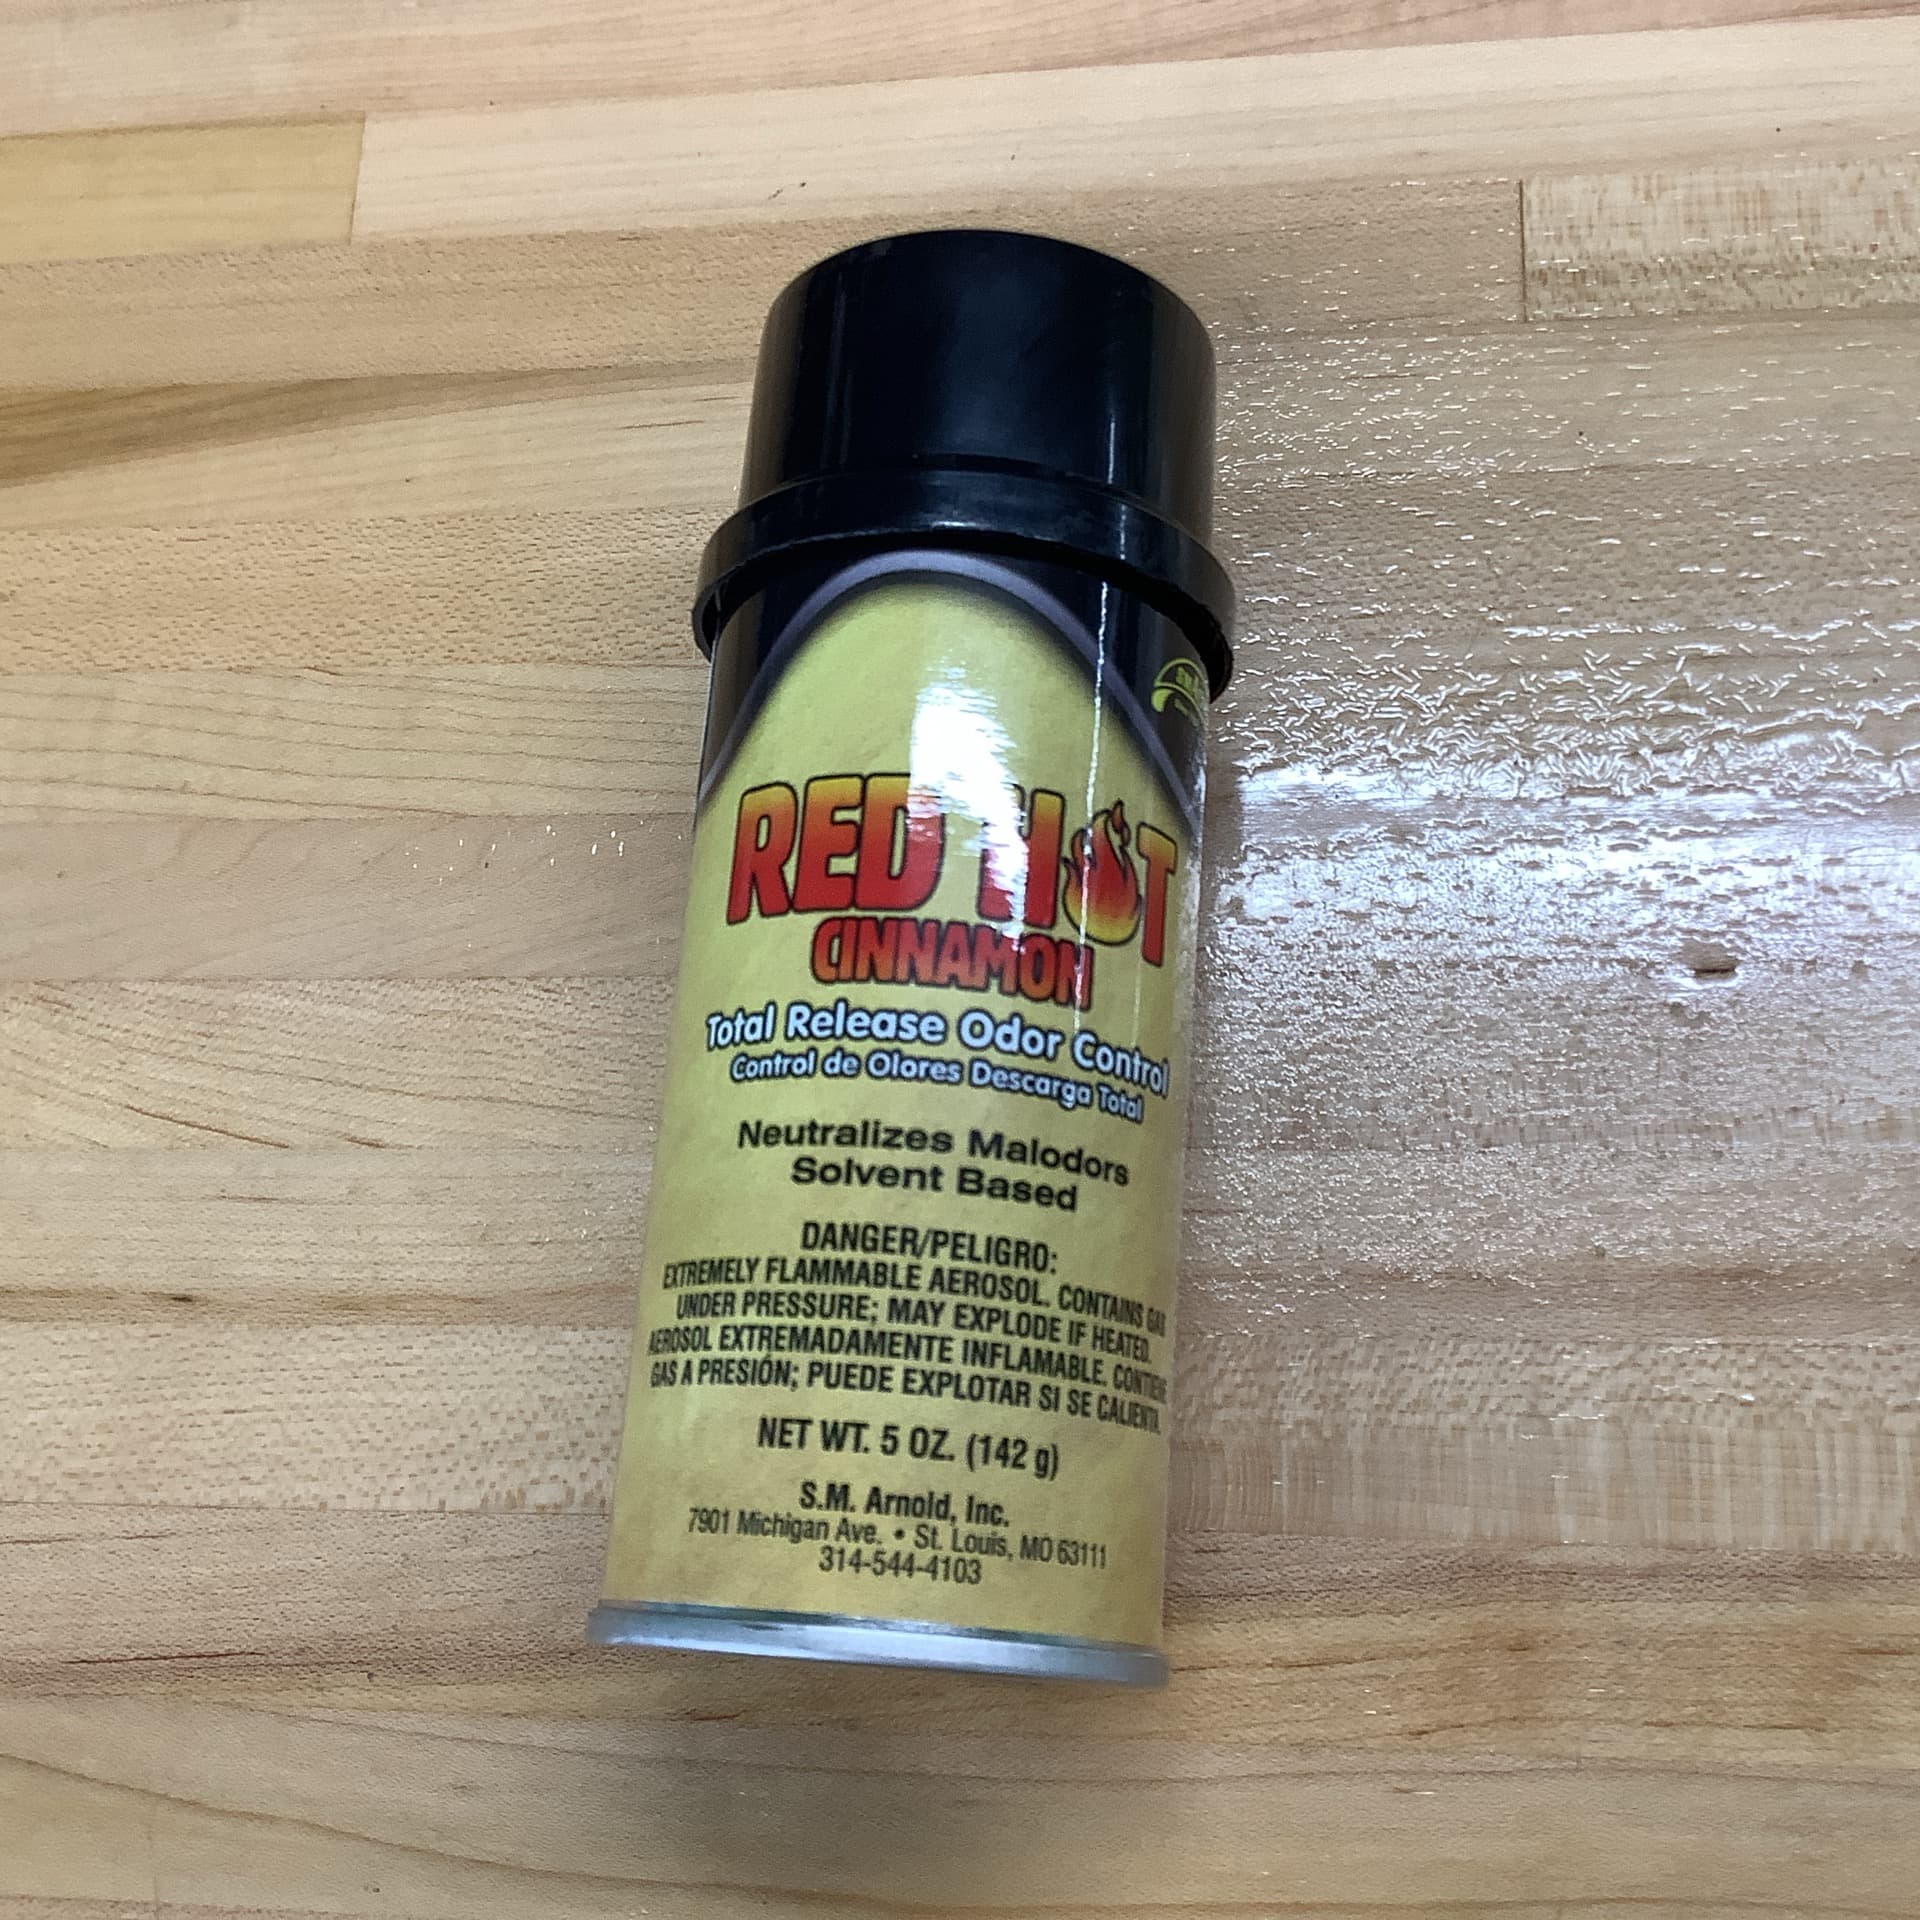 RED HOT
CINNAMON
Total Release Odor Control
Control de Olores Descarga Total
Neutralizes Malodors
Solvent Based
DANGER/PELIGRO:
EXTREMELY FLAMMABLE AEROSOL. CONTAINS GAS
UNDER PRESSURE; MAY EXPLODE IF HEATED.
AEROSOL EXTREMADAMENTE INFLAMABLE. CONTIENE
GAS A PRESIÓN; PUEDE EXPLOTAR SI SE CALIENTA.
NET WT. 5 OZ. (142 g)
S.M. Arnold, Inc.
7901 Michigan Ave. • St. Louis, MO 63111
314-544-4103